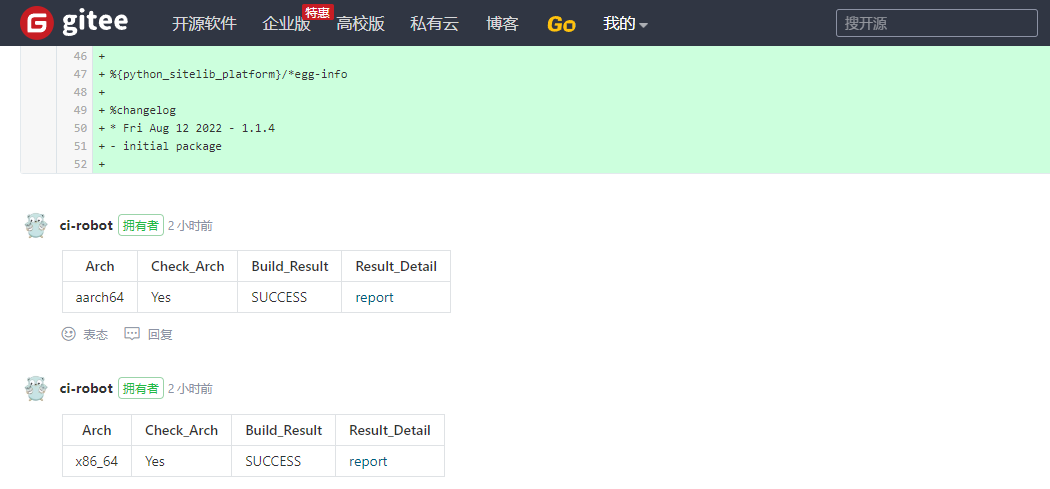 gitee 开源软件 企业版 特惠 高校版 私有云 博客 Go 我的 搜开源
46 +
47 + %{python_sitelib_platform}/*egg-info
48 +
49 + %changelog
50 + * Fri Aug 12 2022 - 1.1.4
51 + - initial package
52 +
ci-robot 拥有者 2 小时前
Arch Check_Arch Build_Result Result_Detail
aarch64 Yes SUCCESS report
表态 回复
ci-robot 拥有者 2 小时前
Arch Check_Arch Build_Result Result_Detail
x86_64 Yes SUCCESS report